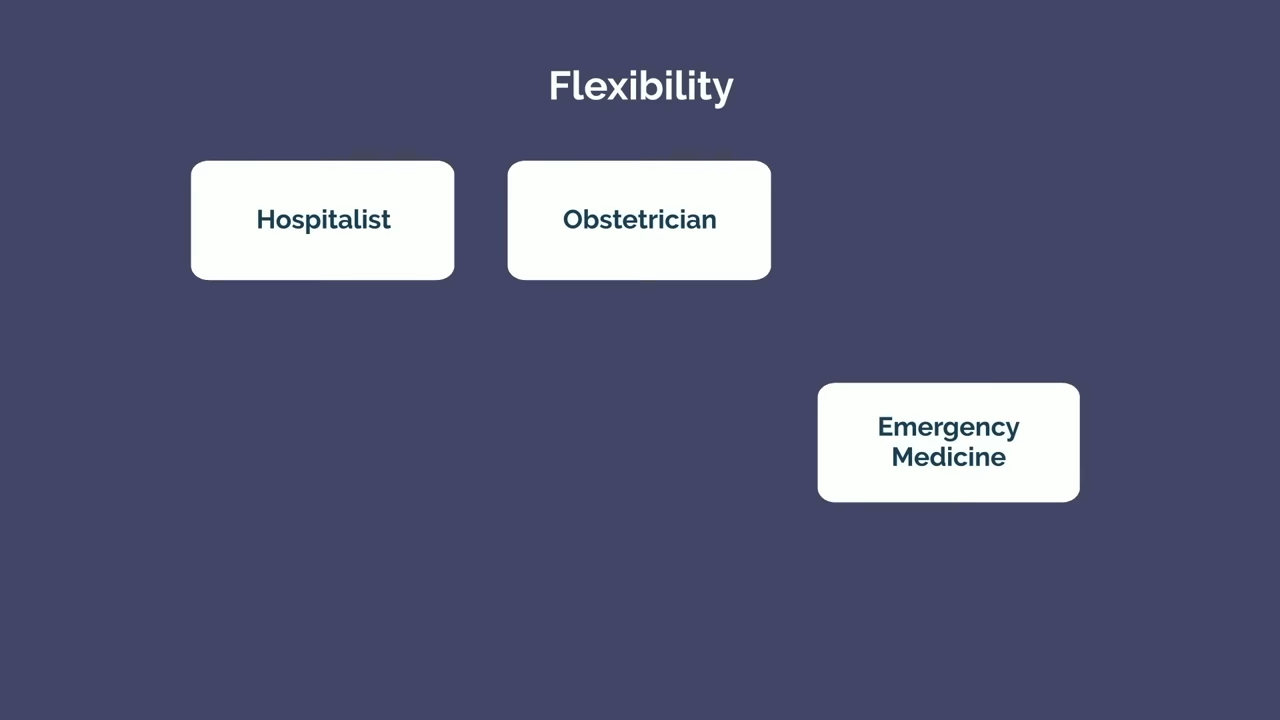 Flexibility
Hospitalist
Obstetrician
Emergency
Medicine